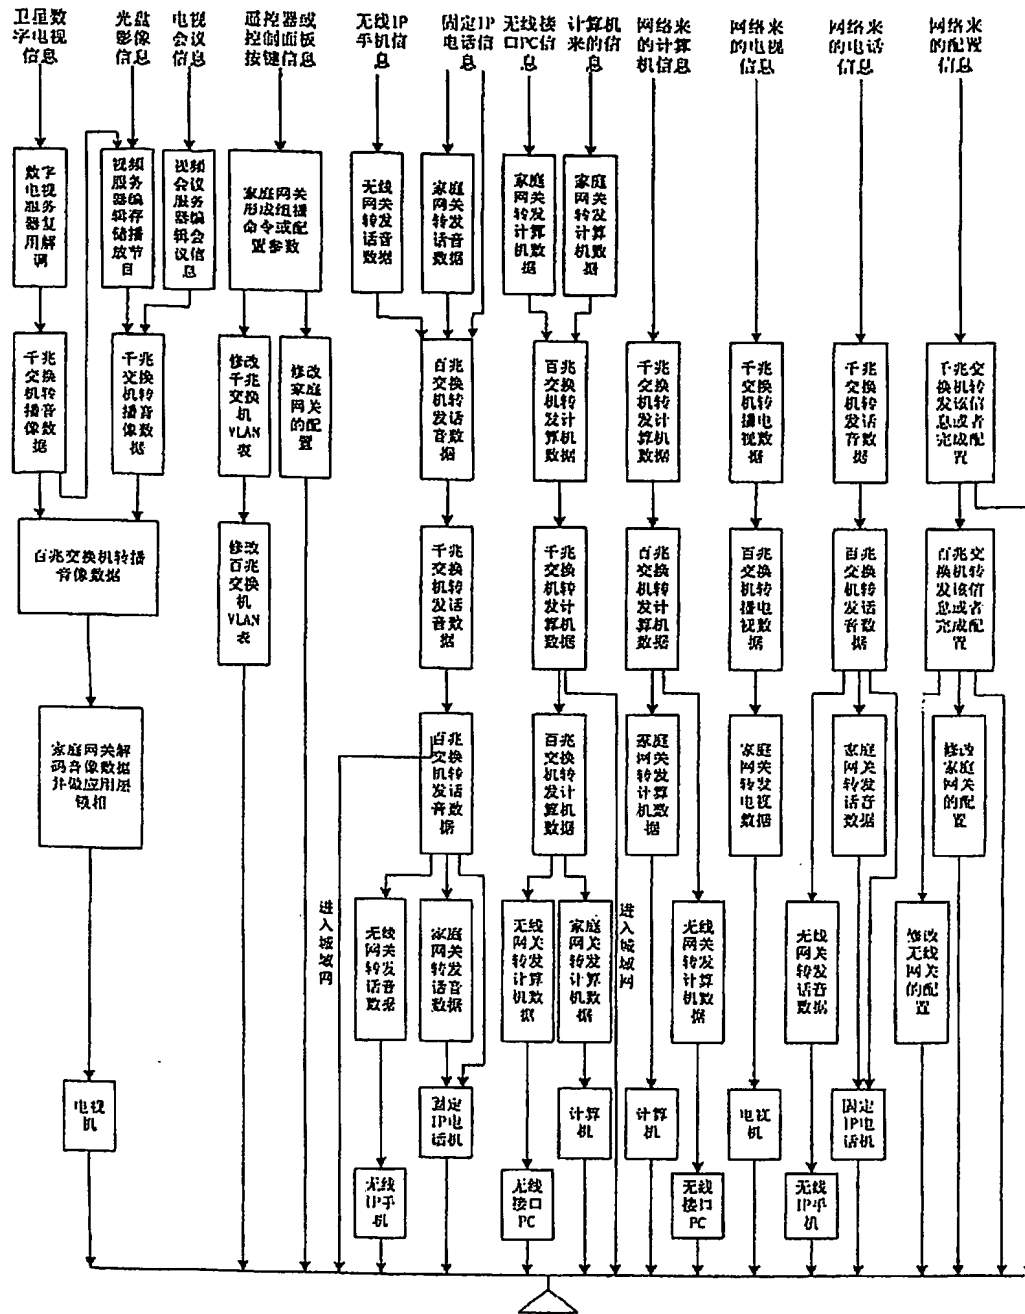 卫星数
字电视
信息
光盘
影像
信息
电视
会议
信息
遥控器或
控制面板
按键信息
无线IP
手机信
息
固定IP
电话信
息
无线接
口PC信
息
计算机
来的信
息
网络来
的计算
机信息
网络来
的电视
信息
网络来
的电话
信息
网络来
的配置
信息
数字
电视
服务
器复
用解
调
视频
服务
器编
辑存
储播
放节
目
视频
会议
服务
器编
辑会
议信
息
家庭网关
形成组播
命令或配
置参数
无线
网关
转发
话音
数据
家庭
网关
转发
话音
数据
家庭
网关
转发
计算
机数
据
家庭
网关
转发
计算
机数
据
千兆
交换
机转
播音
像数
据
千兆
交换
机转
播音
像数
据
修改
千兆
交换
机
VLAN
表
修改
家庭
网关
的配
置
百兆
交换
机转
发话
音数
据
百兆
交换
机转
发计
算机
数据
千兆
交换
机转
发计
算机
数据
千兆
交换
机转
播电
视数
据
千兆
交换
机转
发话
音数
据
千兆交
换机转
发该信
息或者
完成配
置
百兆交换机转播
音像数据
修改
百兆
交换
机
VLAN
表
千兆
交换
机转
发话
音数
据
千兆
交换
机转
发计
算机
数据
百兆
交换
机转
发计
算机
数据
百兆
交换
机转
播电
视数
据
百兆
交换
机转
发话
音数
据
百兆交
换机转
发该信
息或者
完成配
置
家庭网关解
码音像数据
并做应用层
锁相
百兆
交换
机转
发话
音数
据
百兆
交换
机转
发计
算机
数据
家庭
网关
转发
计算
机数
据
家庭
网关
转发
电视
数据
家庭
网关
转发
话音
数据
修改
家庭
网关
的配
置
进入城域网
无线
网关
转发
话音
数据
家庭
网关
转发
话音
数据
无线
网关
转发
计算
机数
据
家庭
网关
转发
计算
机数
据
进入城域网
无线
网关
转发
计算
机数
据
无线
网关
转发
话音
数据
修改
无线
网关
的配
置
电视
机
固定
IP电
话机
计算
机
计算
机
电视
机
固定
IP电
话机
无线
IP手
机
无线
接口
PC
无线
接口
PC
无线
IP手
机